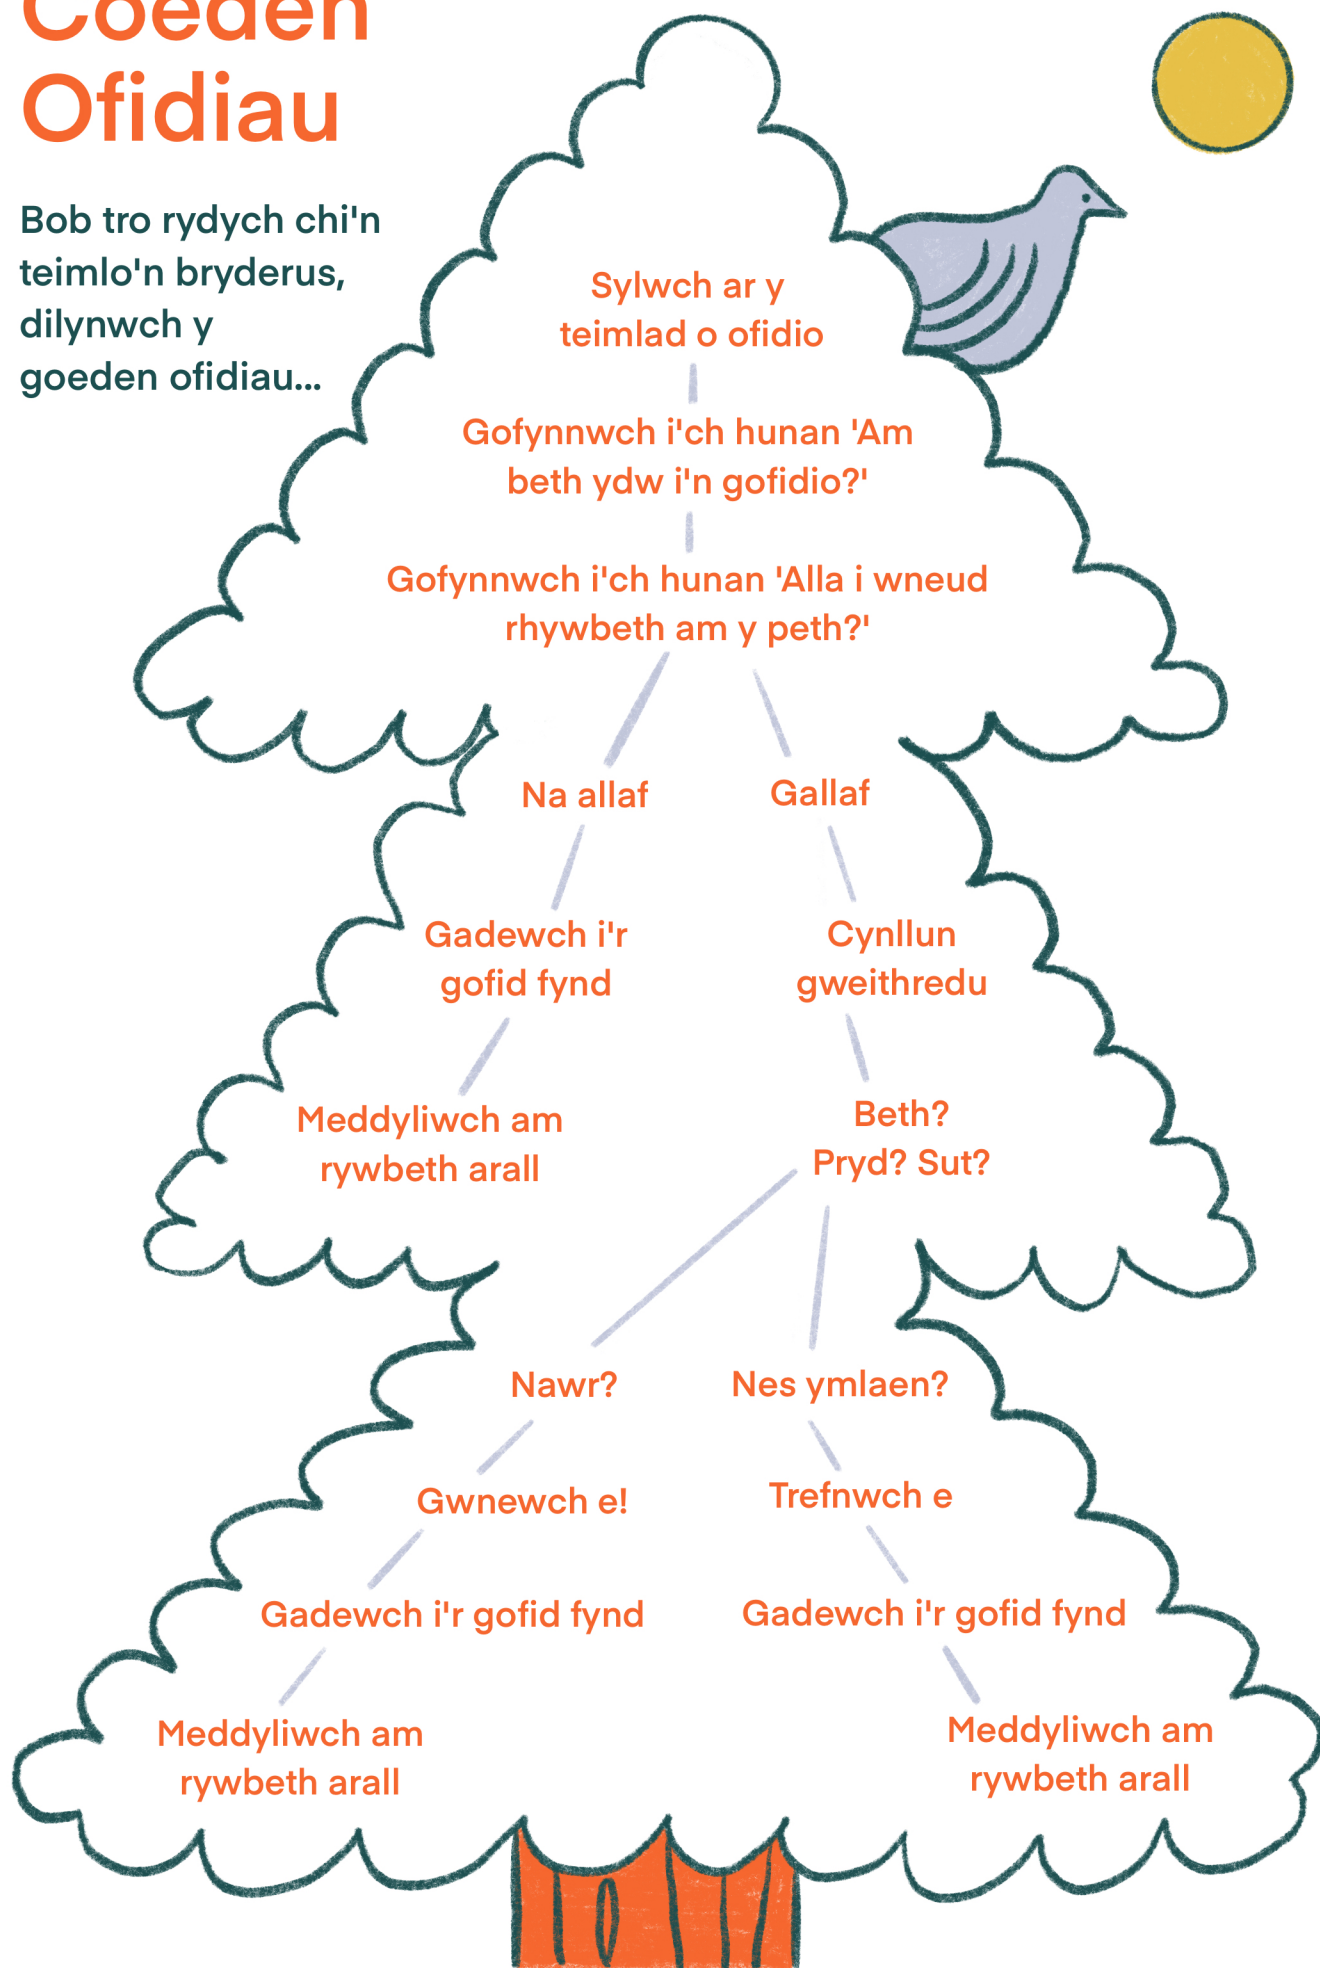 Coeden
Ofidiau
Bob tro rydych chi'n
teimlo'n bryderus,
dilynwch y
goeden ofidiau...
Sylwch ar y
teimlad o ofidio
Gofynnwch i'ch hunan 'Am
beth ydw i'n gofidio?'
Gofynnwch i'ch hunan 'Alla i wneud
rhywbeth am y peth?'
Na allaf
Gallaf
Gadewch i'r
gofid fynd
Cynllun
gweithredu
Meddyliwch am
rywbeth arall
Beth?
Pryd? Sut?
Nawr?
Nes ymlaen?
Gwnewch e!
Trefnwch e
Gadewch i'r gofid fynd
Gadewch i'r gofid fynd
Meddyliwch am
rywbeth arall
Meddyliwch am
rywbeth arall